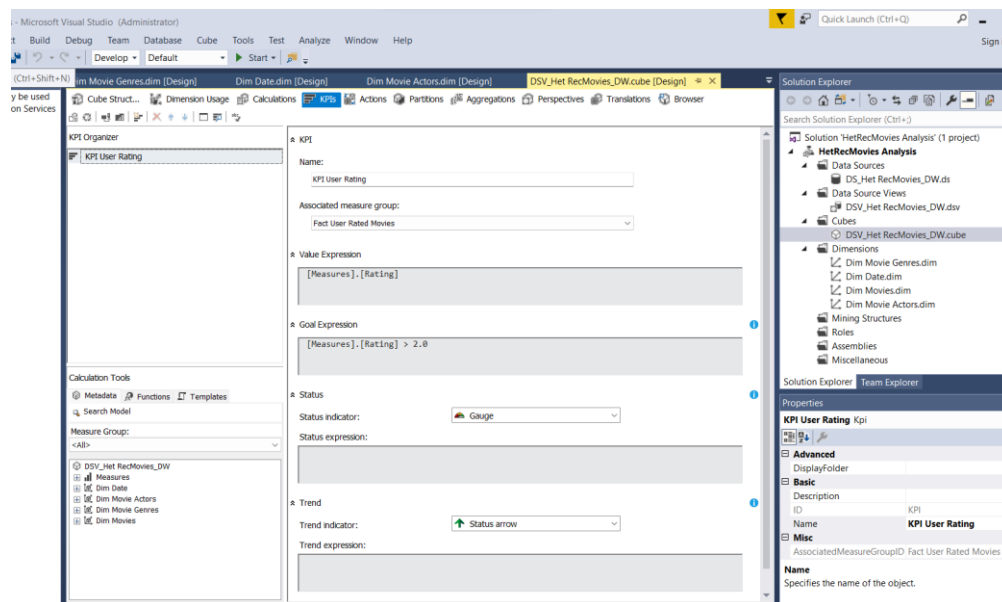 - Microsoft Visual Studio (Administrator)
Quick Launch (Ctrl+Q)
Build Debug Team Database Cube Tools Test Analyze Window Help
Sign
Develop Default Start
(Ctrl+Shift+N)
im Movie Genres.dim [Design] Dim Date.dim [Design] Dim Movie Actors.dim [Design] DSV_Het RecMovies_DW.cube [Design]
y be used
on Services
Cube Struct... Dimension Usage Calculations KPIs Actions Partitions Aggregations Perspectives Translations Browser
KPI Organizer
KPI User Rating
Calculation Tools
Metadata Functions Templates
Search Model
Measure Group:
<All>
DSV_Het RecMovies_DW
Measures
Dim Date
Dim Movie Actors
Dim Movie Genres
Dim Movies
KPI
Name:
KPI User Rating
Associated measure group:
Fact User Rated Movies
Value Expression
[Measures].[Rating]
Goal Expression
[Measures].[Rating] > 2.0
Status
Status indicator: Gauge
Status expression:
Trend
Trend indicator: Status arrow
Trend expression:
Solution Explorer
Search Solution Explorer (Ctrl+;)
Solution 'HetRecMovies Analysis' (1 project)
HetRecMovies Analysis
Data Sources
DS_Het RecMovies_DW.ds
Data Source Views
DSV_Het RecMovies_DW.dsv
Cubes
DSV_Het RecMovies_DW.cube
Dimensions
Dim Movie Genres.dim
Dim Date.dim
Dim Movies.dim
Dim Movie Actors.dim
Mining Structures
Roles
Assemblies
Miscellaneous
Solution Explorer Team Explorer
Properties
KPI User Rating Kpi
Advanced
DisplayFolder
Basic
Description
ID KPI
Name KPI User Rating
Misc
AssociatedMeasureGroupID Fact User Rated Movies
Name
Specifies the name of the object.